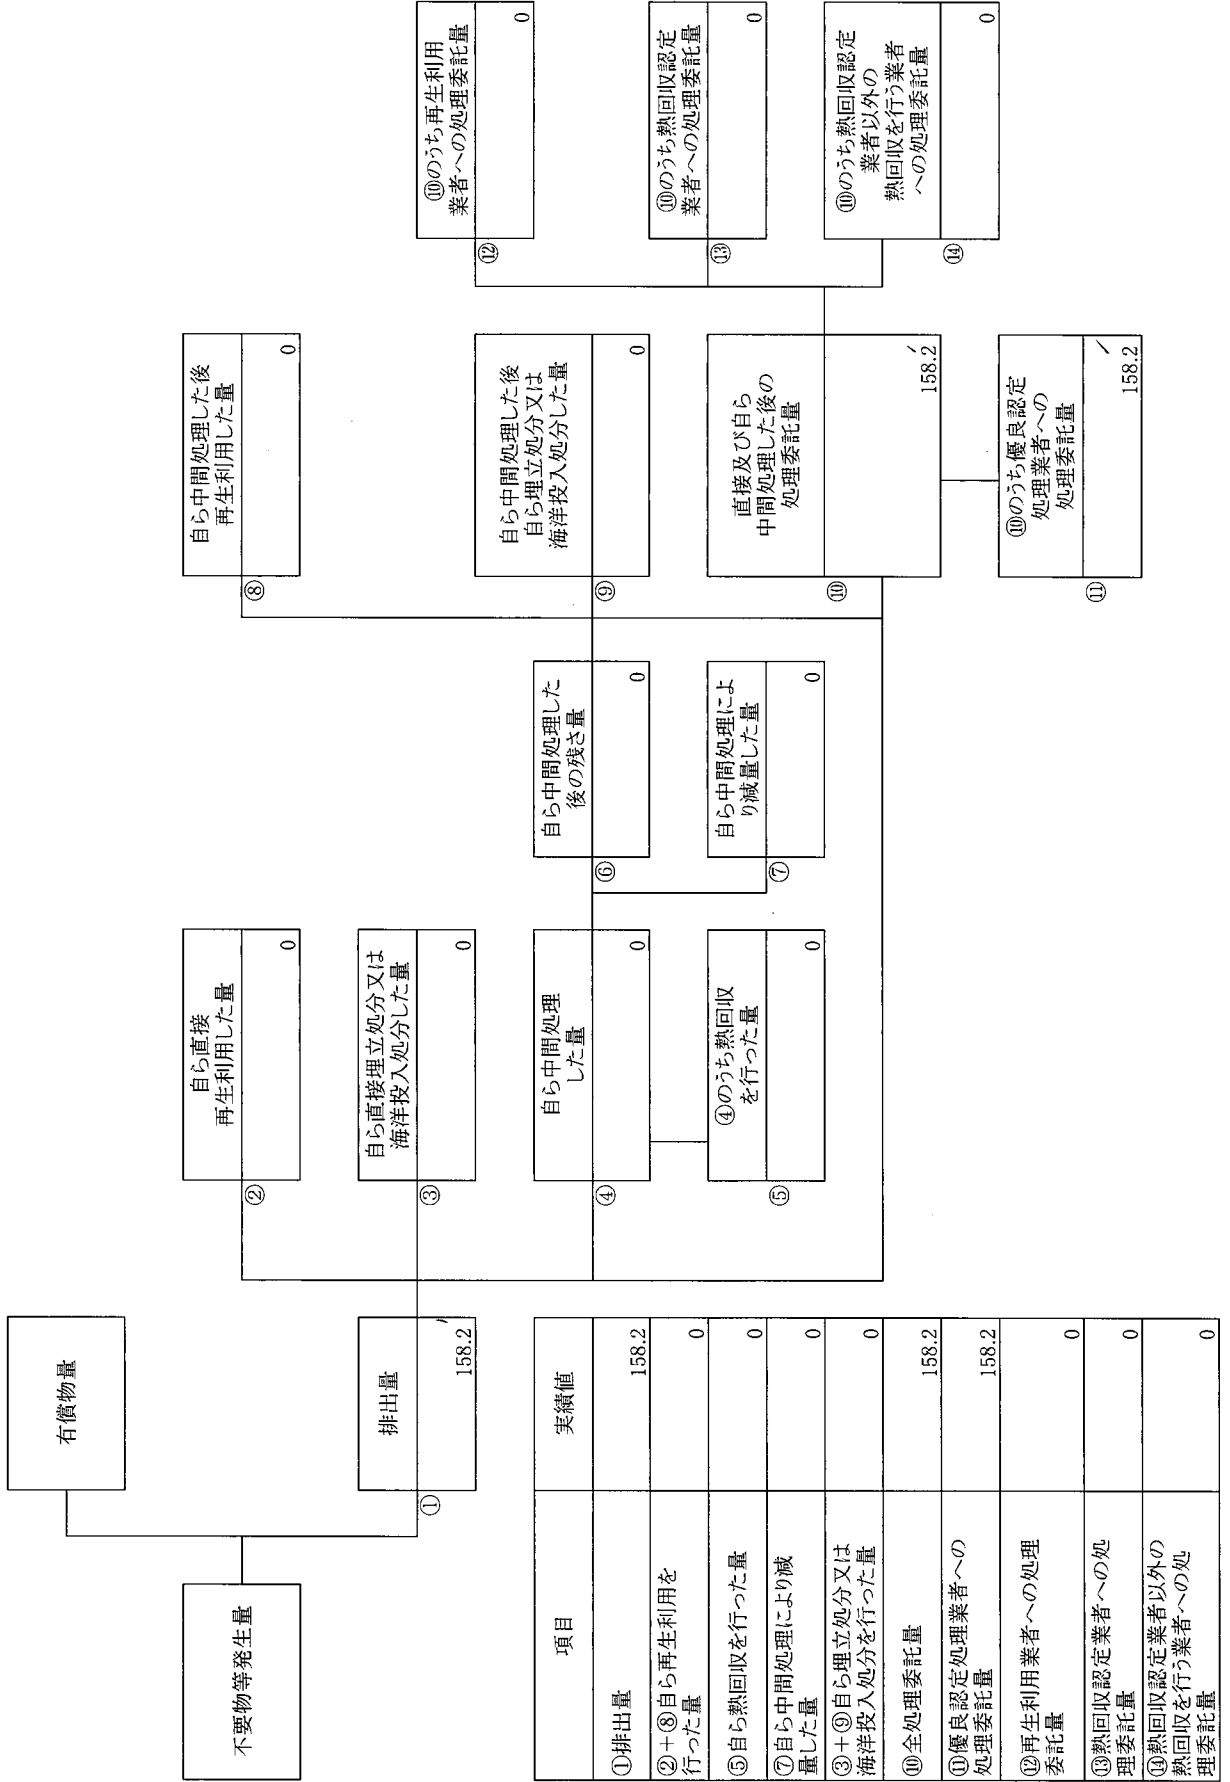 有償物量
不要物等発生量
排出量
①
158.2
自ら直接
再生利用した量
②
0
自ら直接埋立処分又は
海洋投入処分した量
③
0
自ら中間処理
した量
④
0
④のうち熱回収
を行った量
⑤
0
自ら中間処理した
後の残さ量
⑥
0
自ら中間処理によ
り減量した量
⑦
0
自ら中間処理した後
再生利用した量
⑧
0
自ら中間処理した後
自ら埋立処分又は
海洋投入処分した量
⑨
0
直接及び自ら
中間処理した後の
処理委託量
⑩
158.2
⑩のうち優良認定
処理業者への
処理委託量
⑪
158.2
⑩のうち再生利用
業者への処理委託量
⑫
0
⑩のうち熱回収認定
業者への処理委託量
⑬
0
⑩のうち熱回収認定
業者以外の
熱回収を行う業者
への処理委託量
⑭
0
項目 実績値
①排出量 158.2
②+⑧自ら再生利用を
行った量 0
⑤自ら熱回収を行った量 0
⑦自ら中間処理により減
量した量 0
③+⑨自ら埋立処分又は
海洋投入処分を行った量 0
⑩全処理委託量 158.2
⑪優良認定処理業者への
処理委託量 158.2
⑫再生利用業者への処理
委託量 0
⑬熱回収認定業者への処
理委託量 0
⑭熱回収認定業者以外の
熱回収を行う業者への処
理委託量 0